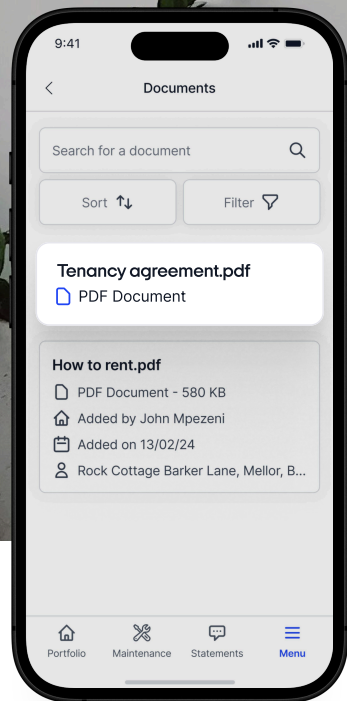 9:41
Documents
Search for a document
Sort
Filter
Tenancy agreement.pdf
PDF Document
How to rent.pdf
PDF Document - 580 KB
Added by John Mpezeni
Added on 13/02/24
Rock Cottage Barker Lane, Mellor, B...
Portfolio
Maintenance
Statements
Menu